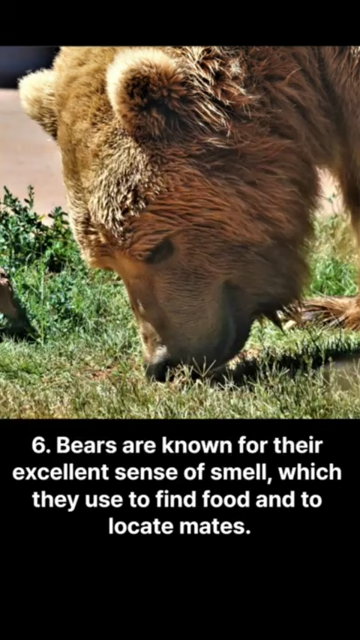 6. Bears are known for their
excellent sense of smell, which
they use to find food and to
locate mates.